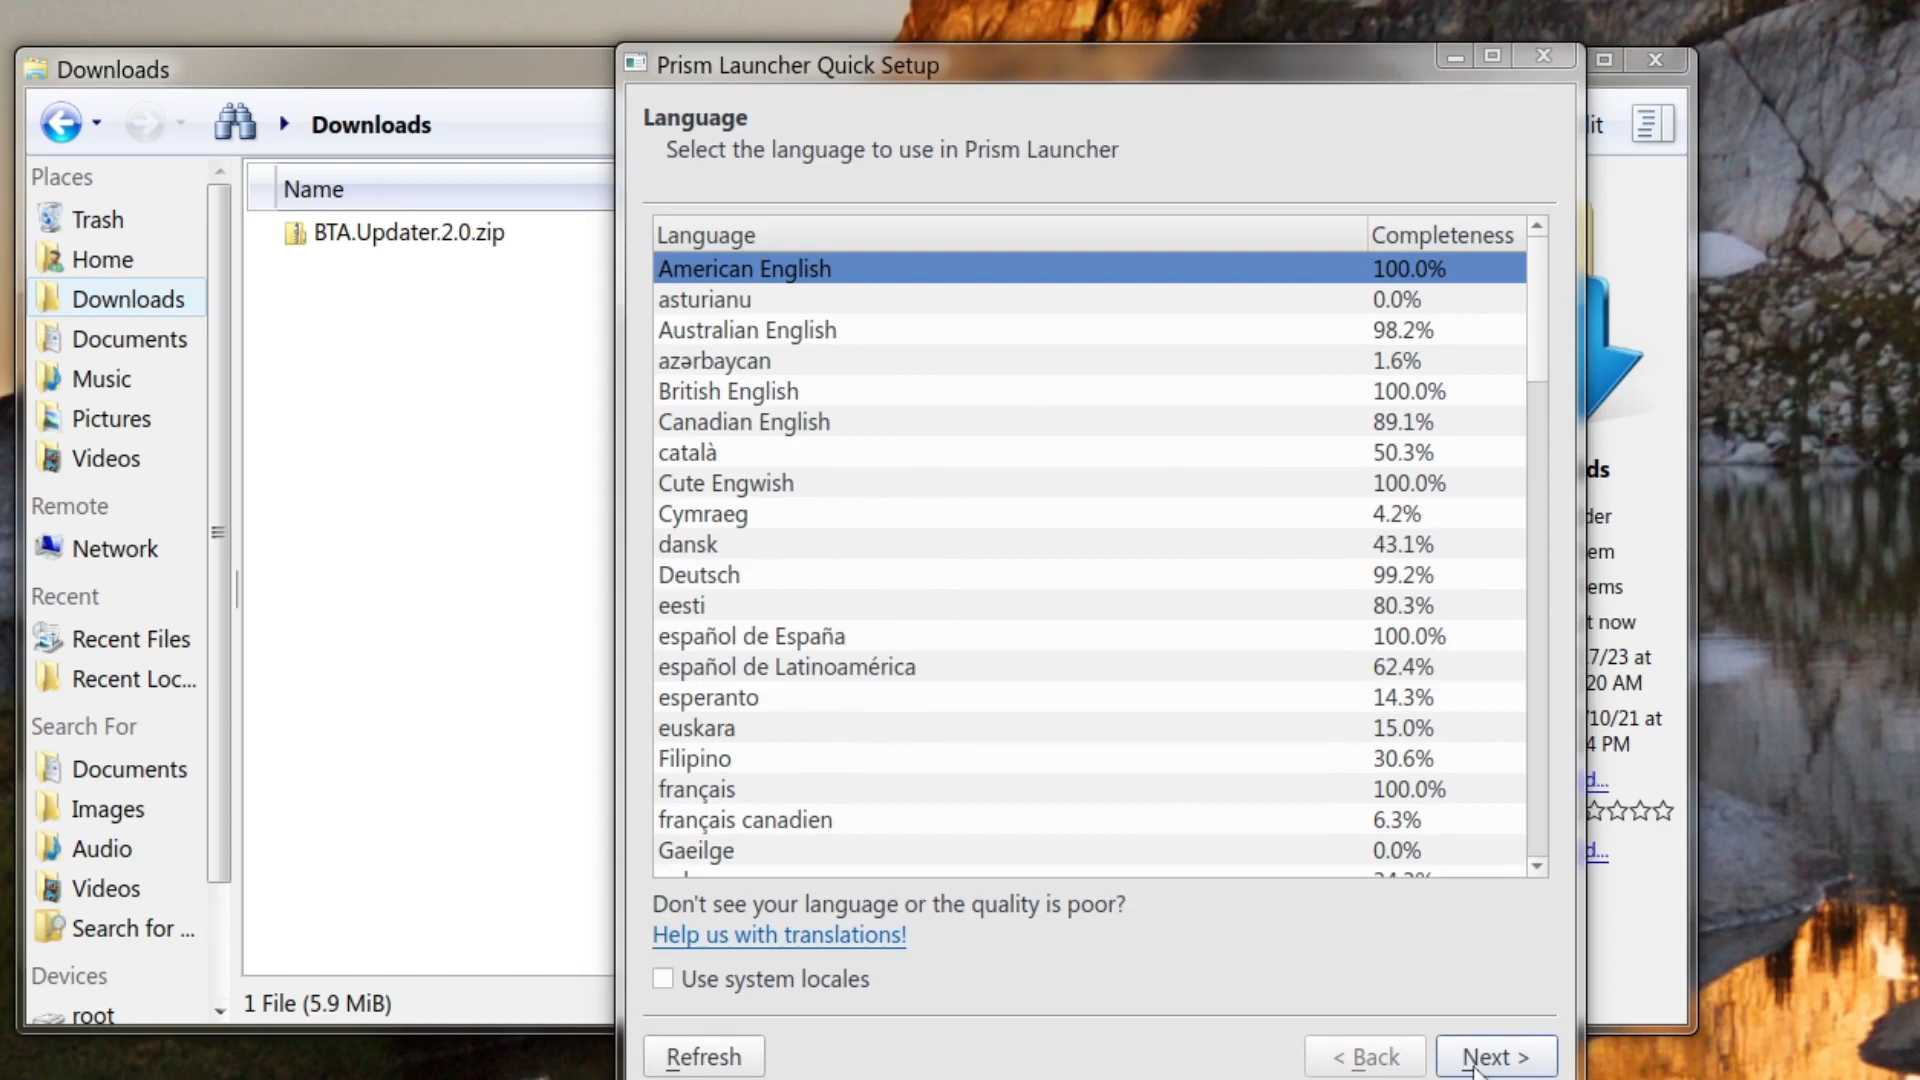 Downloads
Downloads
Places
Trash
Home
Downloads
Documents
Music
Pictures
Videos
Remote
Network
Recent
Recent Files
Recent Loc...
Search For
Documents
Images
Audio
Videos
Search for ...
Devices
root
Name
BTA.Updater.2.0.zip
1 File (5.9 MiB)
Prism Launcher Quick Setup
Language
Select the language to use in Prism Launcher
Language Completeness
American English 100.0%
asturianu 0.0%
Australian English 98.2%
azərbaycan 1.6%
British English 100.0%
Canadian English 89.1%
català 50.3%
Cute Engwish 100.0%
Cymraeg 4.2%
dansk 43.1%
Deutsch 99.2%
eesti 80.3%
español de España 100.0%
español de Latinoamérica 62.4%
esperanto 14.3%
euskara 15.0%
Filipino 30.6%
français 100.0%
français canadien 6.3%
Gaeilge 0.0%
Don't see your language or the quality is poor?
Help us with translations!
Use system locales
Refresh
< Back
Next >
it
ds
der
em
ems
t now
7/23 at
20 AM
/10/21 at
4 PM
d...
d...